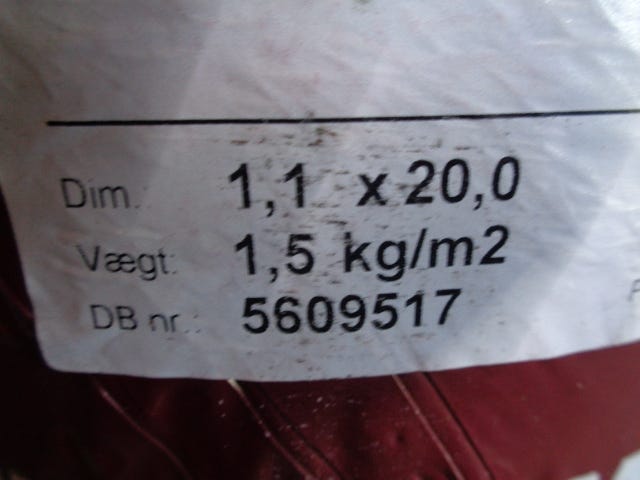 Dim.: 1,1 x 20,0
Vægt: 1,5 kg/m2
DB nr.: 5609517